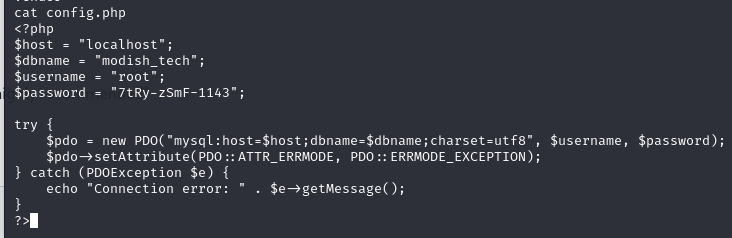 cat config.php
<?php
$host = "localhost";
$dbname = "modish_tech";
$username = "root";
$password = "7tRy-zSmF-1143";

try {
    $pdo = new PDO("mysql:host=$host;dbname=$dbname;charset=utf8", $username, $password);
    $pdo->setAttribute(PDO::ATTR_ERRMODE, PDO::ERRMODE_EXCEPTION);
} catch (PDOException $e) {
    echo "Connection error: " . $e->getMessage();
}
?>